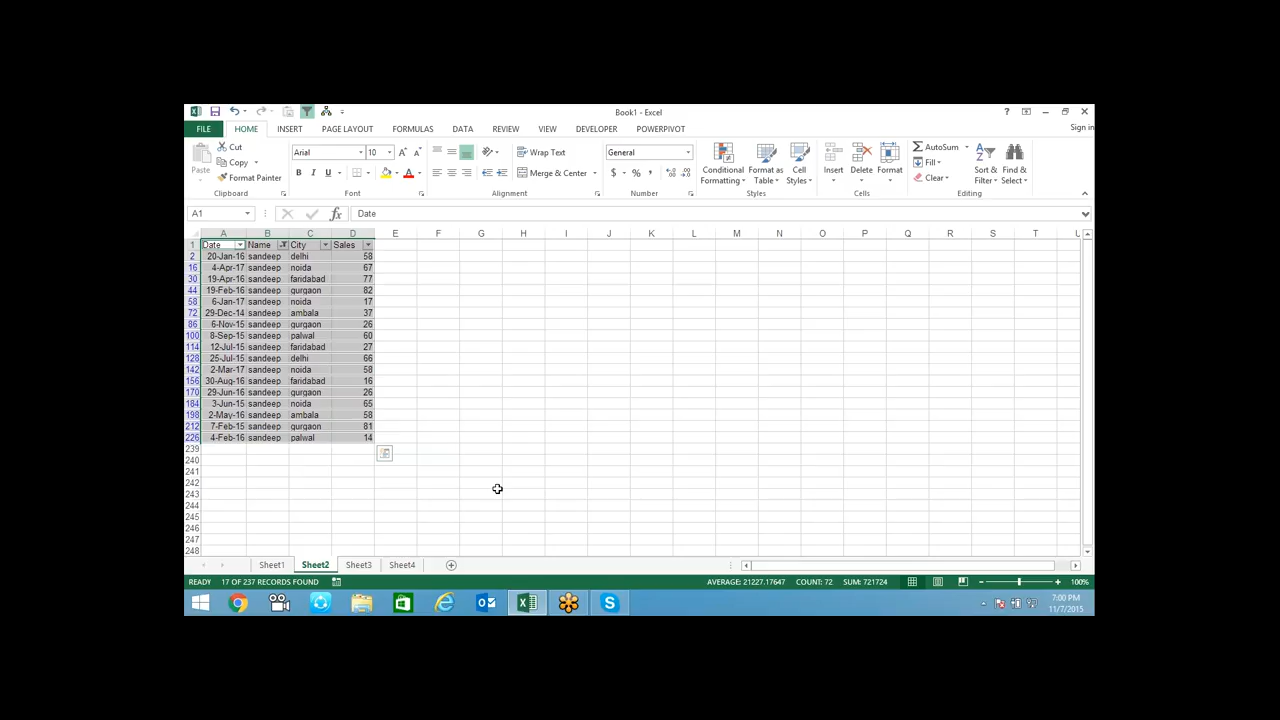 Book1 - Excel
?
FILE HOME INSERT PAGE LAYOUT FORMULAS DATA REVIEW VIEW DEVELOPER POWERPIVOT Sign in
Paste
Cut
Copy
Format Painter
Clipboard
Arial 10
B I U
Font
Wrap Text
Merge & Center
Alignment
General
$ % ,
Number
Conditional Formatting
Format as Table
Cell Styles
Styles
Insert Delete Format
Cells
AutoSum
Fill
Clear
Sort & Filter
Find & Select
Editing
A1 fx Date
A B C D E F G H I J K L M N O P Q R S T U
1 Date Name City Sales
2 20-Jan-16 sandeep delhi 58
16 4-Apr-17 sandeep noida 67
30 19-Apr-16 sandeep faridabad 77
44 19-Feb-16 sandeep gurgaon 82
58 6-Jan-17 sandeep noida 17
72 29-Dec-14 sandeep ambala 37
86 6-Nov-15 sandeep gurgaon 26
100 8-Sep-15 sandeep palwal 60
114 12-Jul-15 sandeep faridabad 27
128 25-Jul-15 sandeep delhi 66
142 2-Mar-17 sandeep noida 58
156 30-Aug-16 sandeep faridabad 16
170 29-Jun-16 sandeep gurgaon 26
184 3-Jun-15 sandeep noida 65
198 2-May-16 sandeep ambala 58
212 7-Feb-15 sandeep gurgaon 81
226 4-Feb-16 sandeep palwal 14
239
240
241
242
243
244
245
246
247
248
Sheet1 Sheet2 Sheet3 Sheet4
READY 17 OF 237 RECORDS FOUND AVERAGE: 21227.17647 COUNT: 72 SUM: 721724 100%
7:00 PM
11/7/2015